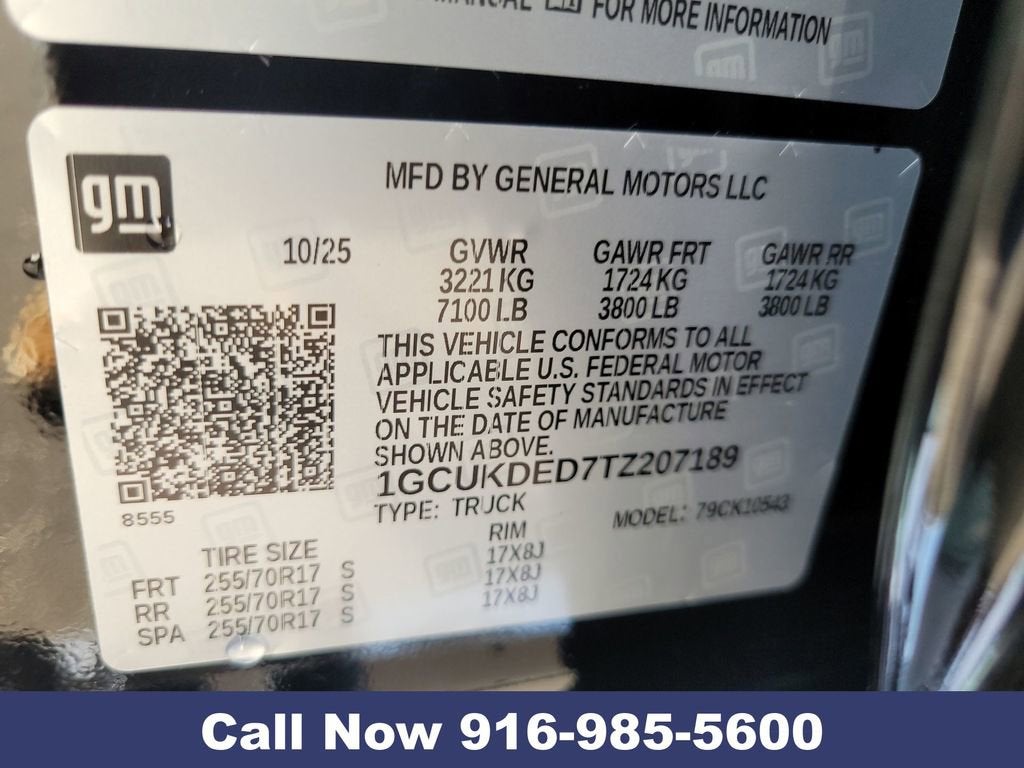 FOR MORE INFORMATION
gm
gm
gm
MFD BY GENERAL MOTORS LLC
10/25 GVWR GAWR FRT GAWR RR
3221 KG 1724 KG 1724 KG
7100 LB 3800 LB 3800 LB
THIS VEHICLE CONFORMS TO ALL
APPLICABLE U.S. FEDERAL MOTOR
VEHICLE SAFETY STANDARDS IN EFFECT
ON THE DATE OF MANUFACTURE
SHOWN ABOVE.
1GCUKDED7TZ207189
8555
TYPE: TRUCK MODEL: 79CK10543
TIRE SIZE RIM
FRT 255/70R17 S 17X8J
RR 255/70R17 S 17X8J
SPA 255/70R17 S 17X8J
Call Now 916-985-5600